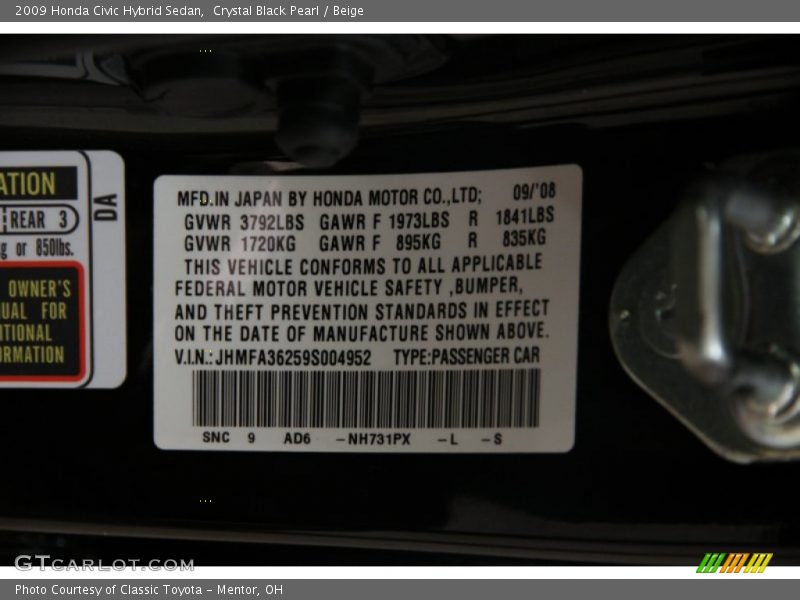 2009 Honda Civic Hybrid Sedan, Crystal Black Pearl / Beige
ATION
REAR 3
g or 850lbs.
DA
OWNER'S
UAL FOR
ITIONAL
ORMATION
MFD.IN JAPAN BY HONDA MOTOR CO.,LTD; 09/'08
GVWR 3792LBS GAWR F 1973LBS R 1841LBS
GVWR 1720KG GAWR F 895KG R 835KG
THIS VEHICLE CONFORMS TO ALL APPLICABLE
FEDERAL MOTOR VEHICLE SAFETY ,BUMPER,
AND THEFT PREVENTION STANDARDS IN EFFECT
ON THE DATE OF MANUFACTURE SHOWN ABOVE.
V.I.N.:JHMFA36259S004952 TYPE:PASSENGER CAR
SNC 9 AD6 -NH731PX -L -S
GTCARLOT.COM
Photo Courtesy of Classic Toyota - Mentor, OH